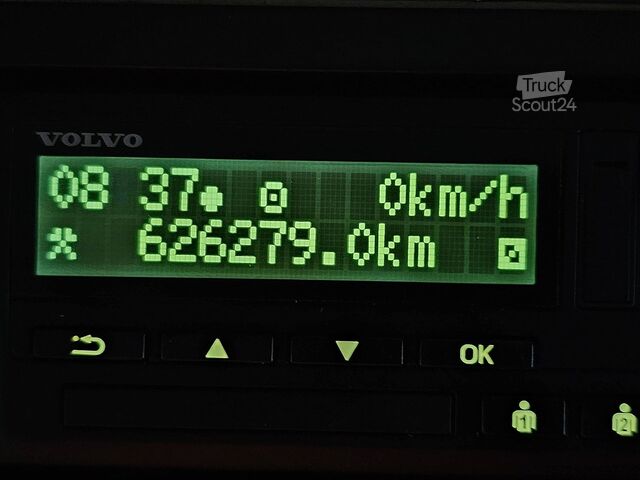 Truck
Scout24
VOLVO
08 37 0km/h
* 626279.0km
OK
1 2